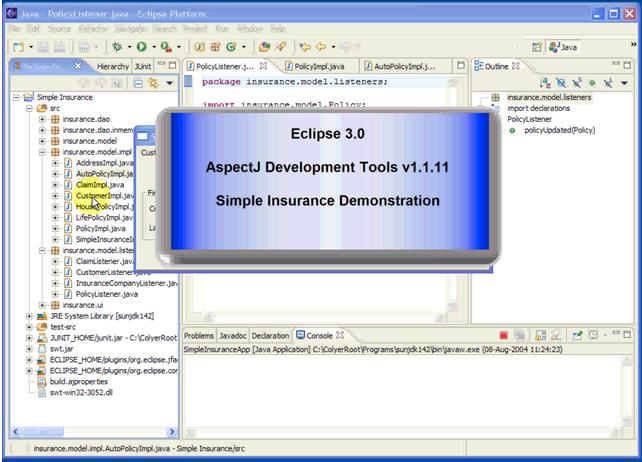 Java - PolicyListener.java - Eclipse Platform
File Edit Source Refactor Navigate Search Project Run Window Help
Java
Hierarchy JUnit
PolicyListener.j...
PolicyImpl.java
AutoPolicyImpl.j...
Outline
package insurance.model.listeners;
import insurance.model.Policy;
Simple Insurance
src
insurance.dao
insurance.dao.inmem
insurance.model
insurance.model.impl
AddressImpl.java
AutoPolicyImpl.ja
ClaimImpl.java
CustomerImpl.jav
HousePolicyImpl.j
LifePolicyImpl.jav
PolicyImpl.java
SimpleInsuranceI
insurance.model.lister
ClaimListener.java
CustomerListener.
InsuranceCompanyListener.jav
PolicyListener.java
insurance.ui
JRE System Library [sunjdk142]
test-src
JUNIT_HOME/junit.jar - C:\ColyerRoot
swt.jar
ECLIPSE_HOME/plugins/org.eclipse.jfa
ECLIPSE_HOME/plugins/org.eclipse.cor
build.ajproperties
swt-win32-3052.dll
Cust
Fir
Cu
La
Eclipse 3.0
AspectJ Development Tools v1.1.11
Simple Insurance Demonstration
insurance.model.listeners
import declarations
PolicyListener
policyUpdated(Policy)
Problems Javadoc Declaration Console
SimpleInsuranceApp [Java Application] C:\ColyerRoot\Programs\sunjdk142\bin\javaw.exe (08-Aug-2004 11:24:23)
insurance.model.impl.AutoPolicyImpl.java - Simple Insurance/src